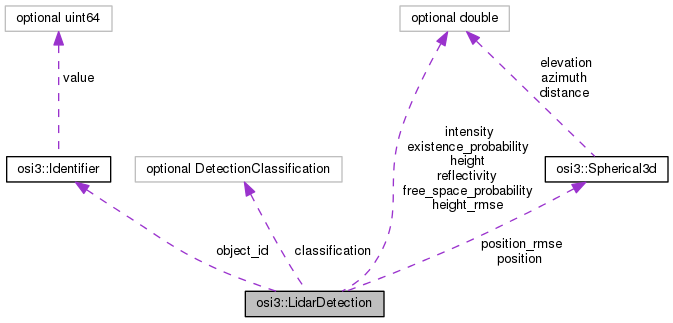 optional uint64
optional double
value
elevation
azimuth
distance
intensity
existence_probability
height
reflectivity
free_space_probability
height_rmse
osi3::Identifier
optional DetectionClassification
osi3::Spherical3d
object_id
classification
position_rmse
position
osi3::LidarDetection